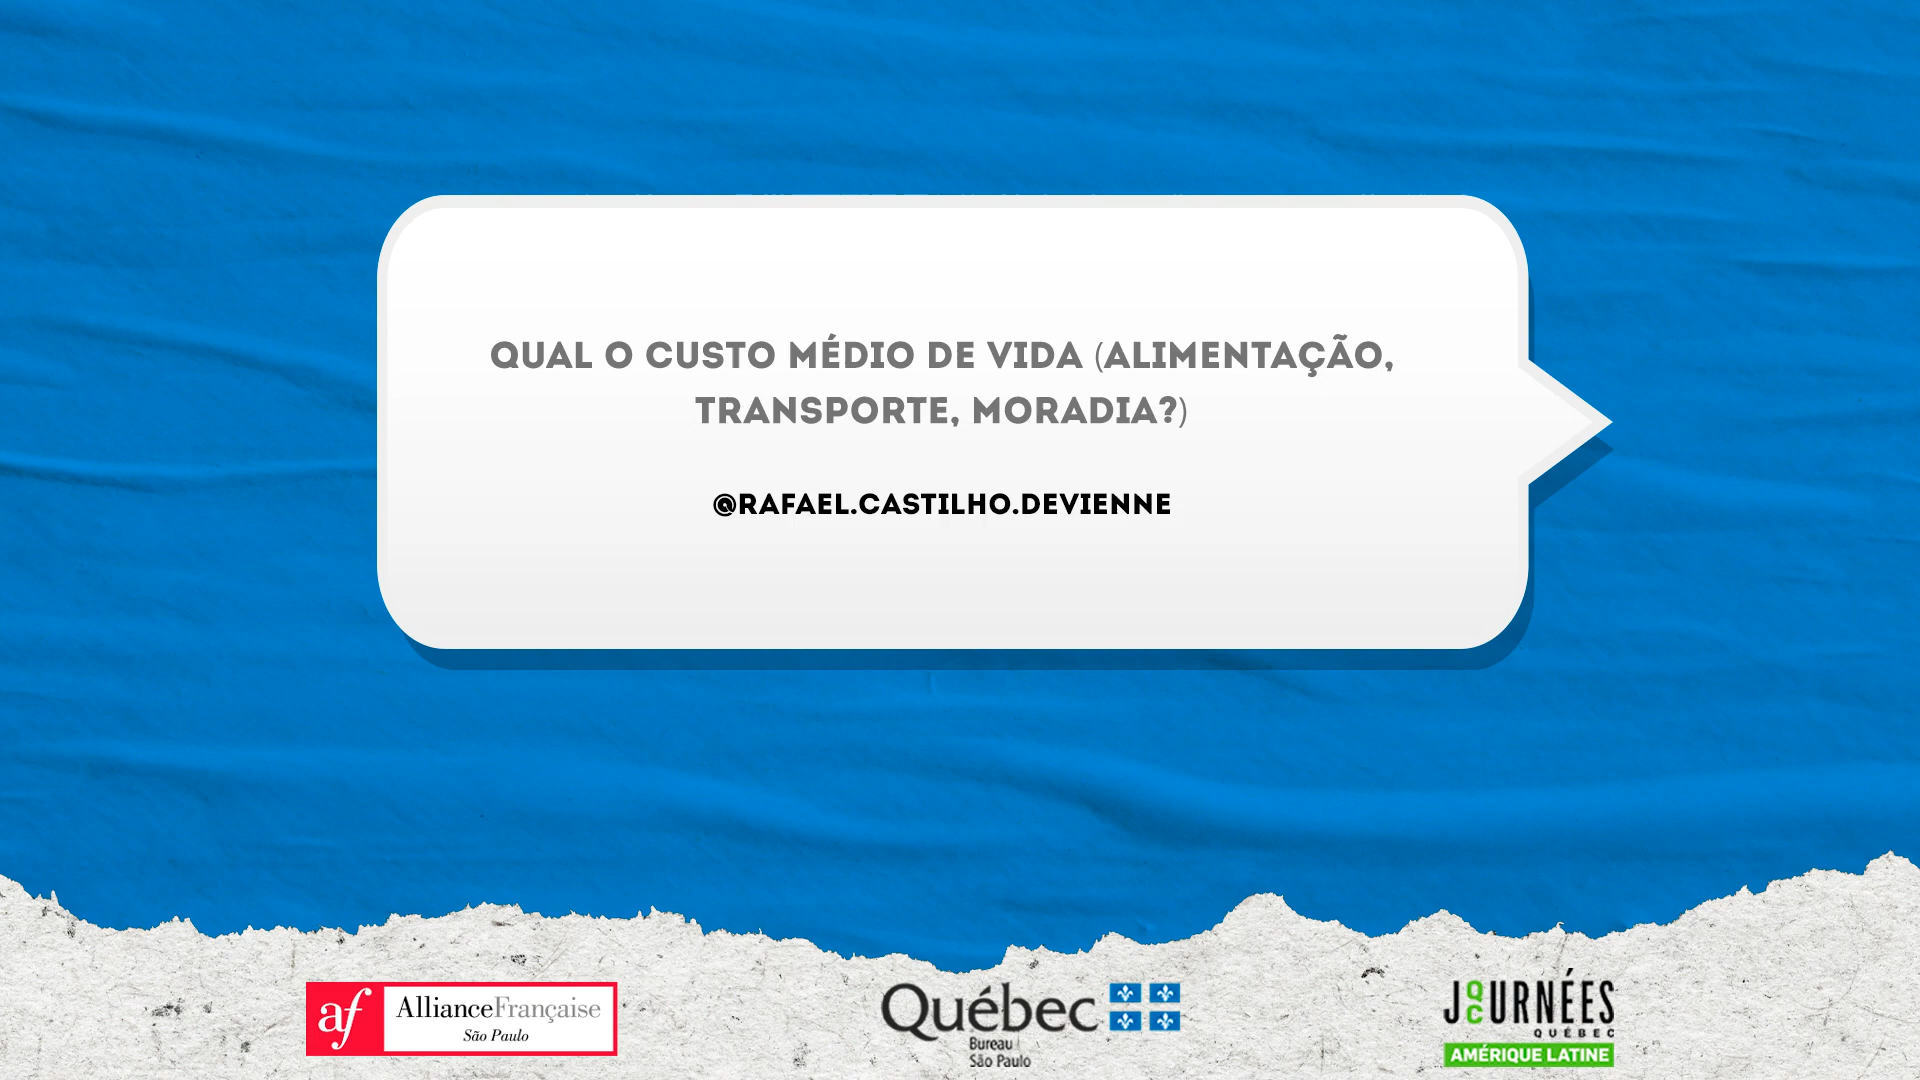 QUAL O CUSTO MÉDIO DE VIDA (ALIMENTAÇÃO,
TRANSPORTE, MORADIA?)
@RAFAEL.CASTILHO.DEVIENNE
af AllianceFrançaise
São Paulo
Québec
Bureau
São Paulo
JOURNÉES
QC
QUÉBEC
AMÉRIQUE LATINE